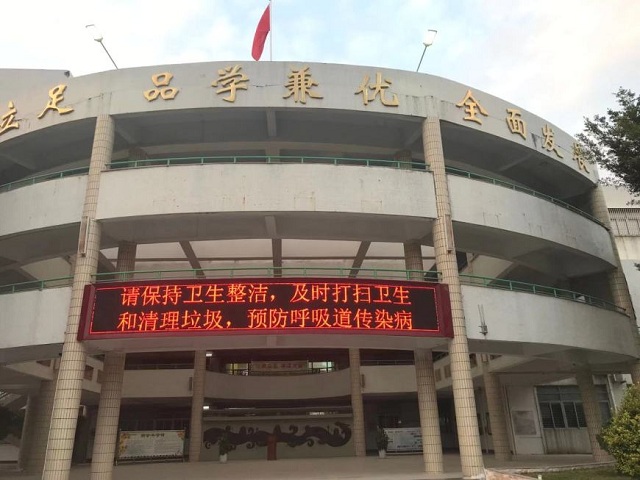 立足 品学兼优 全面发展
请保持卫生整洁，及时打扫卫生
和清理垃圾，预防呼吸道传染病